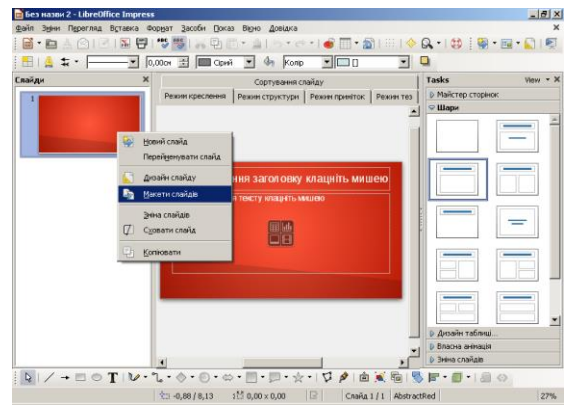 Без назви 2 - LibreOffice Impress
Файл Зміни Перегляд Вставка Формат Засоби Показ Вікно Довідка
0,00см Сірий Колір
Слайди
1
Новий слайд
Перейменувати слайд
Дизайн слайду
Макети слайдів
Зміна слайдів
Сховати слайд
Копіювати
Сортування слайду
Режим креслення Режим структури Режим приміток Режим тез
ння заголовку клацніть мишею
тексту клацніть мишею
Tasks View
Майстер сторінок
Шари
Дизайн таблиці...
Власна анімація
Зміна слайдів
-0,88 / 8,13 0,00 x 0,00 Слайд 1 / 1 AbstractRed 27%